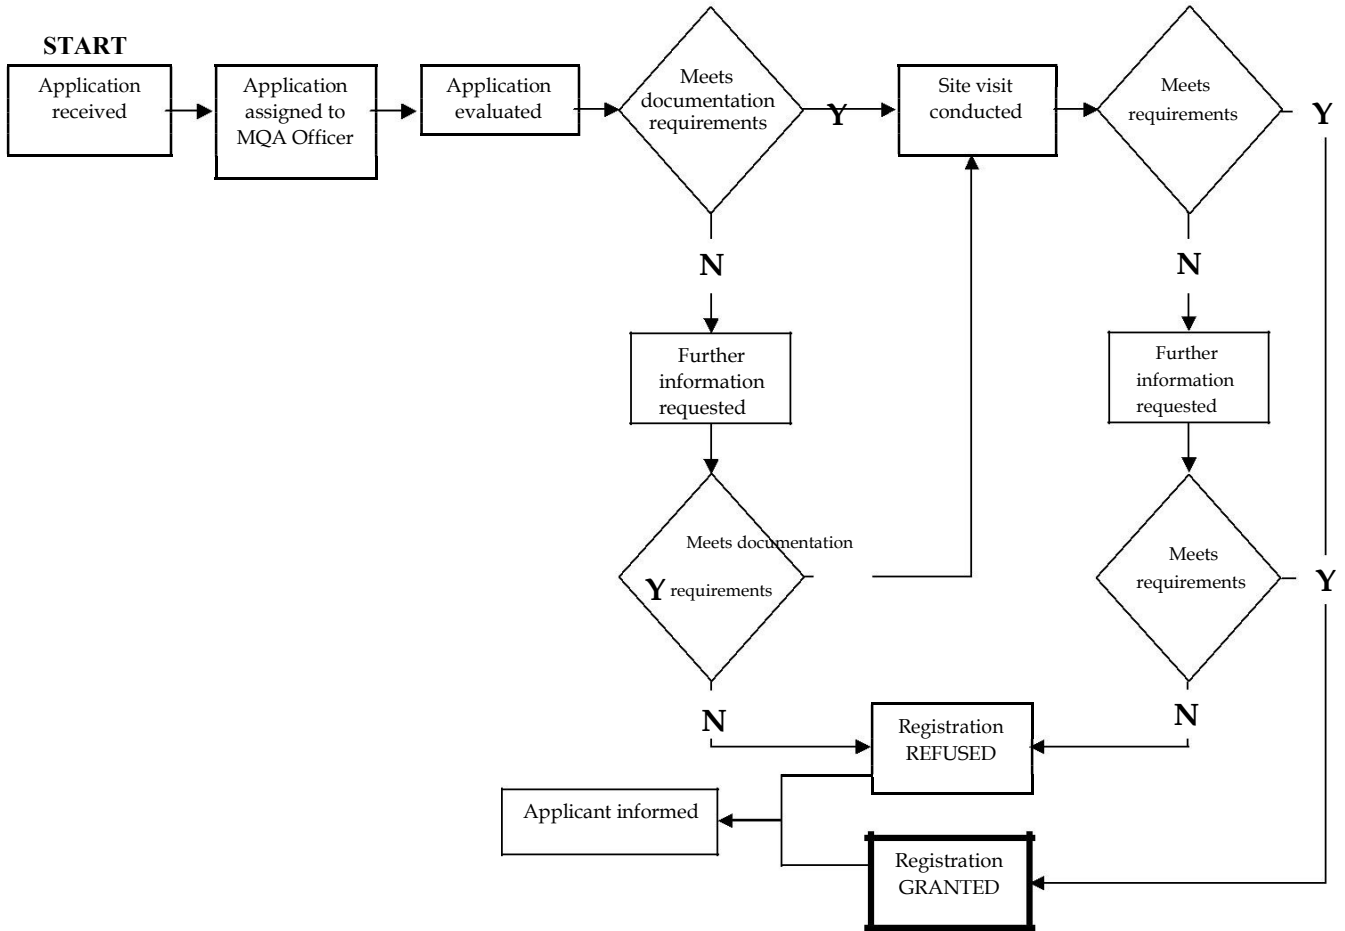 START
Application
received
Application
assigned to
MQA Officer
Application
evaluated
Meets
documentation
requirements
Y
Site visit
conducted
Meets
requirements
Y
N
N
Further
information
requested
Further
information
requested
Meets documentation
Y requirements
Meets
requirements
Y
N
N
Registration
REFUSED
Applicant informed
Registration
GRANTED